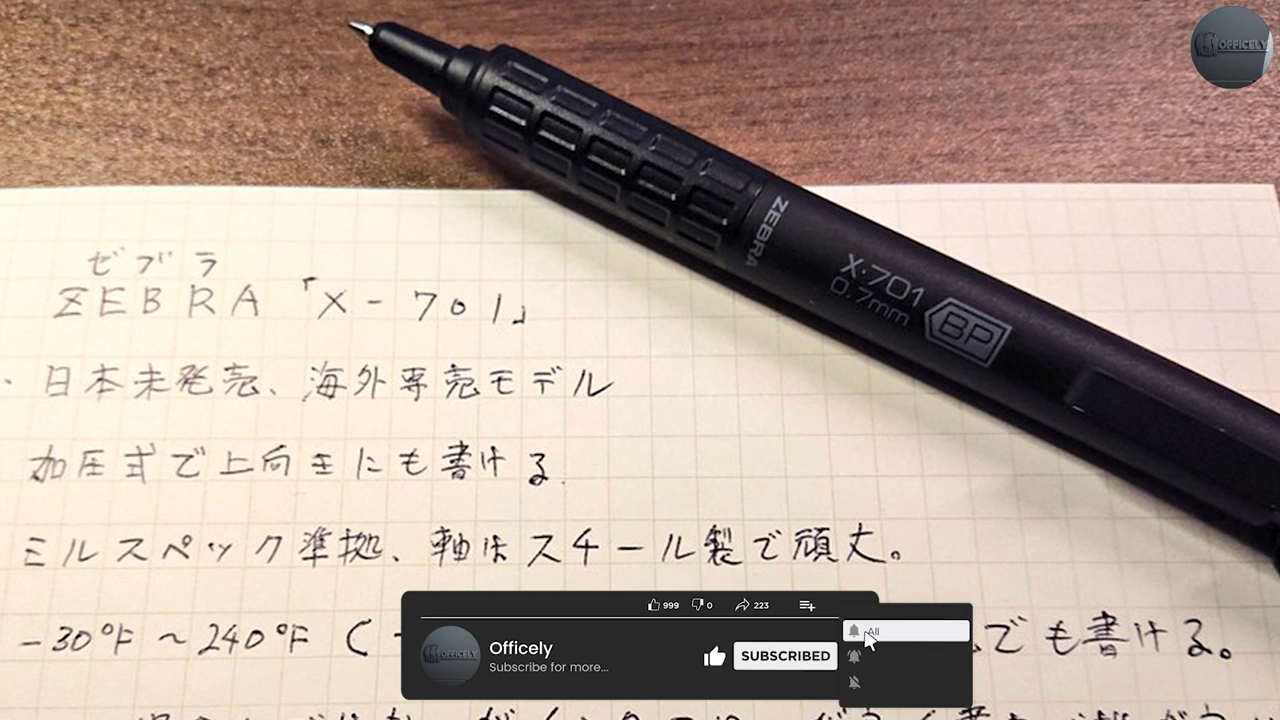 OFFICELY
ZEBRA
X-701
0.7mm
BP
ゼブラ
ZEBRA 「X-701」
・日本未発売、海外専売モデル
加圧式で上向きにも書ける.
ミルスペック準拠、軸はスチール製で頑丈。
-30°F ~ 240°F (-
でも書ける。
999
0
223
OFFICELY
Officely
Subscribe for more...
SUBSCRIBED
All